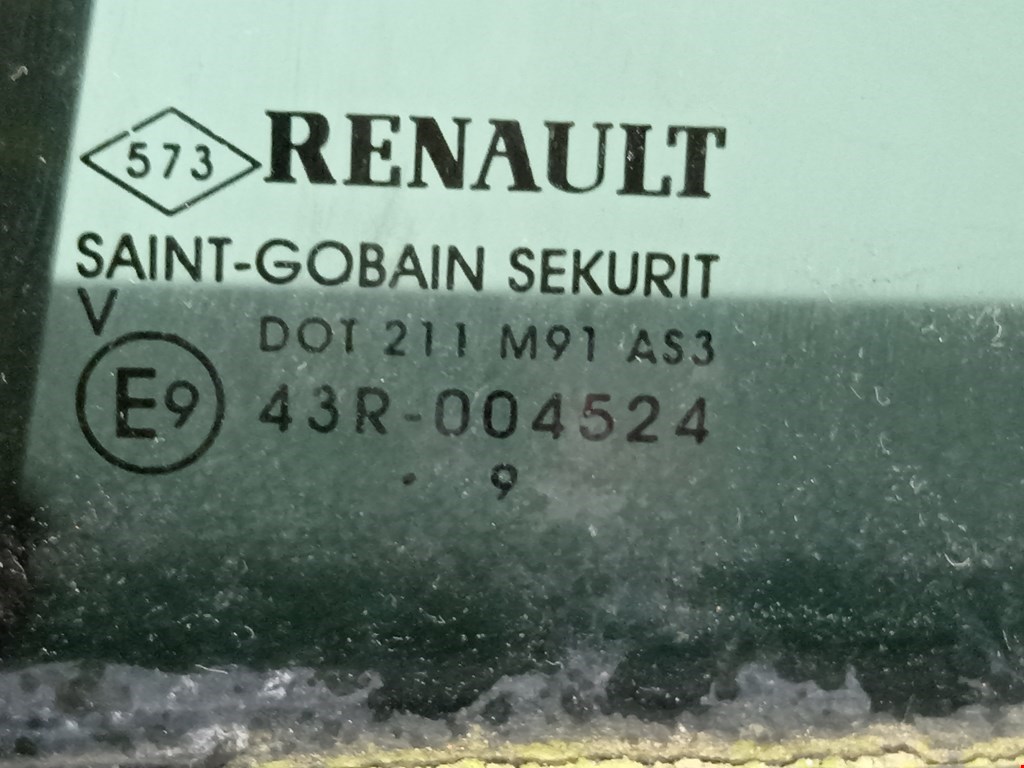 573 RENAULT
SAINT-GOBAIN SEKURIT
V
DOT 211 M91 AS3
E9 43R-004524
. 9